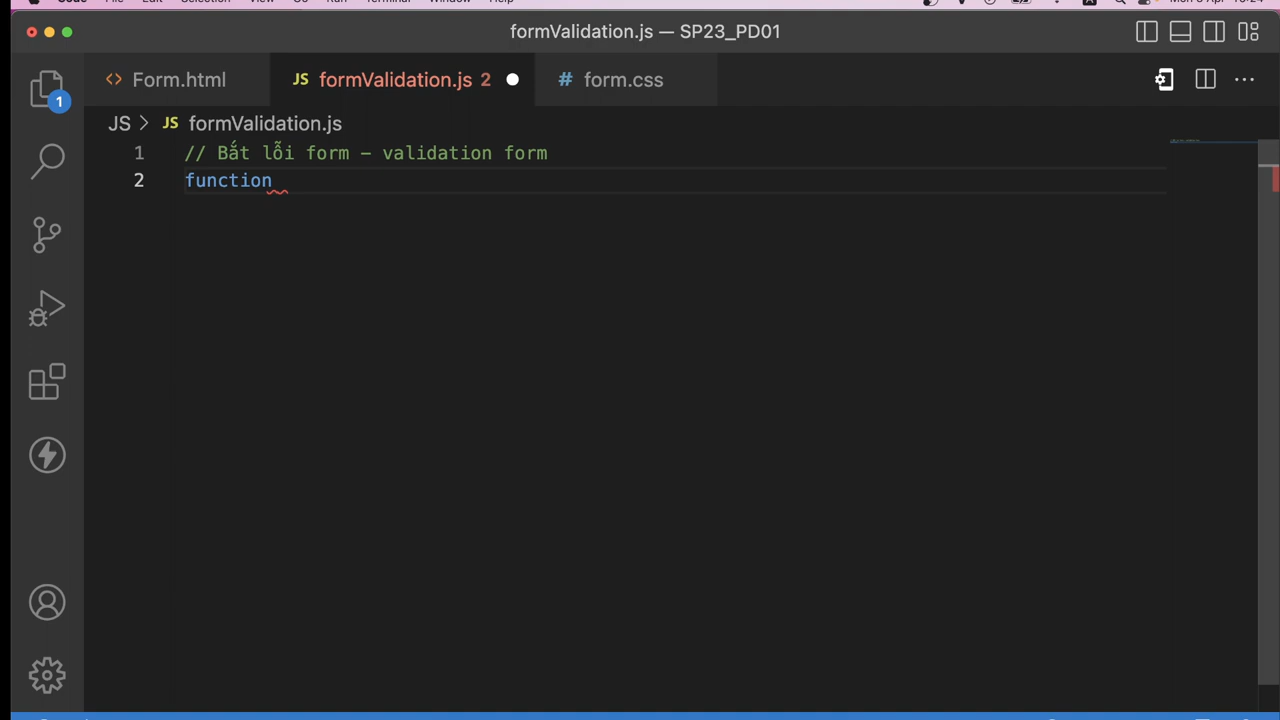 formValidation.js — SP23_PD01
<> Form.html
JS formValidation.js 2
# form.css
1
JS > JS formValidation.js
1 // Bắt lỗi form - validation form
2 function